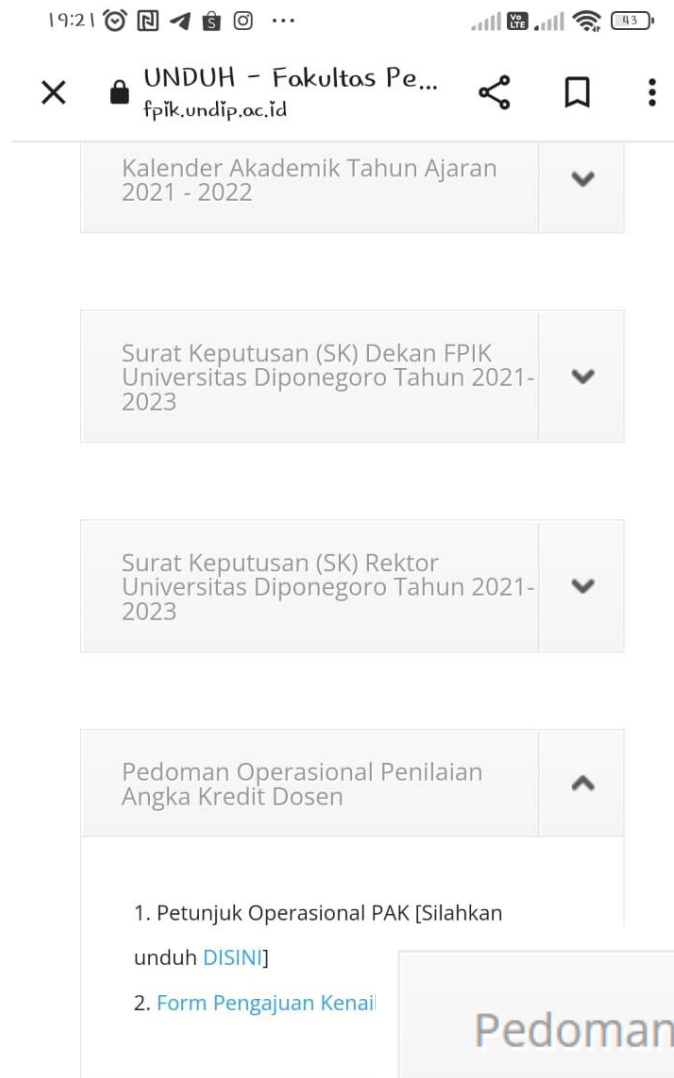 19:21
43
UNDUH - Fakultas Pe...
fpik.undip.ac.id
Kalender Akademik Tahun Ajaran
2021 - 2022
Surat Keputusan (SK) Dekan FPIK
Universitas Diponegoro Tahun 2021-
2023
Surat Keputusan (SK) Rektor
Universitas Diponegoro Tahun 2021-
2023
Pedoman Operasional Penilaian
Angka Kredit Dosen
1. Petunjuk Operasional PAK [Silahkan
unduh DISINI]
2. Form Pengajuan Kenai
Pedoman